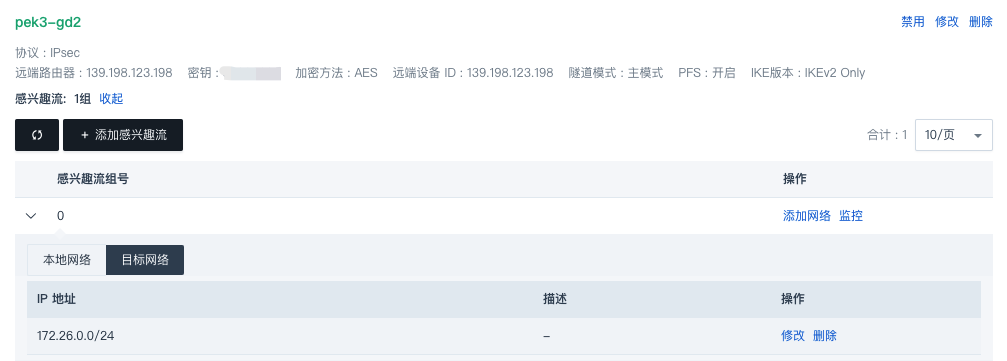 pek3-gd2 禁用 修改 删除
协议 : IPsec
远端路由器 : 139.198.123.198 密钥 : 加密方法 : AES 远端设备 ID : 139.198.123.198 隧道模式 : 主模式 PFS : 开启 IKE版本 : IKEv2 Only
感兴趣流: 1组 收起
+ 添加感兴趣流 合计 : 1 10/页
感兴趣流组号 操作
0 添加网络 监控
本地网络 目标网络
IP 地址 描述 操作
172.26.0.0/24 – 修改 删除